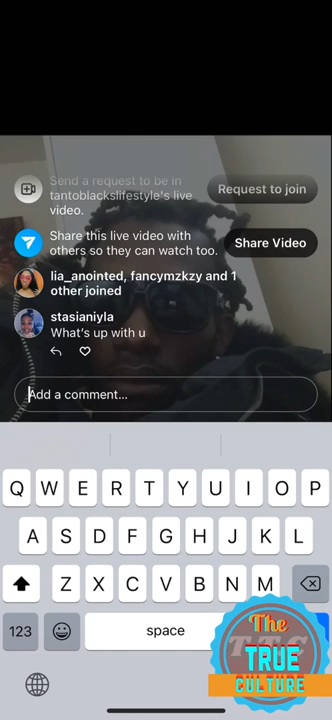 Send a request to be in
tantoblackslifestyle's live
video.
Request to join
Share this live video with
others so they can watch too.
Share Video
lia_anointed, fancymzkzy and 1
other joined
stasianiyla
What's up with u
Add a comment...
Q W E R T Y U I O P
A S D F G H J K L
Z X C V B N M
123
space
The
T.T.C
TRUE
CULTURE